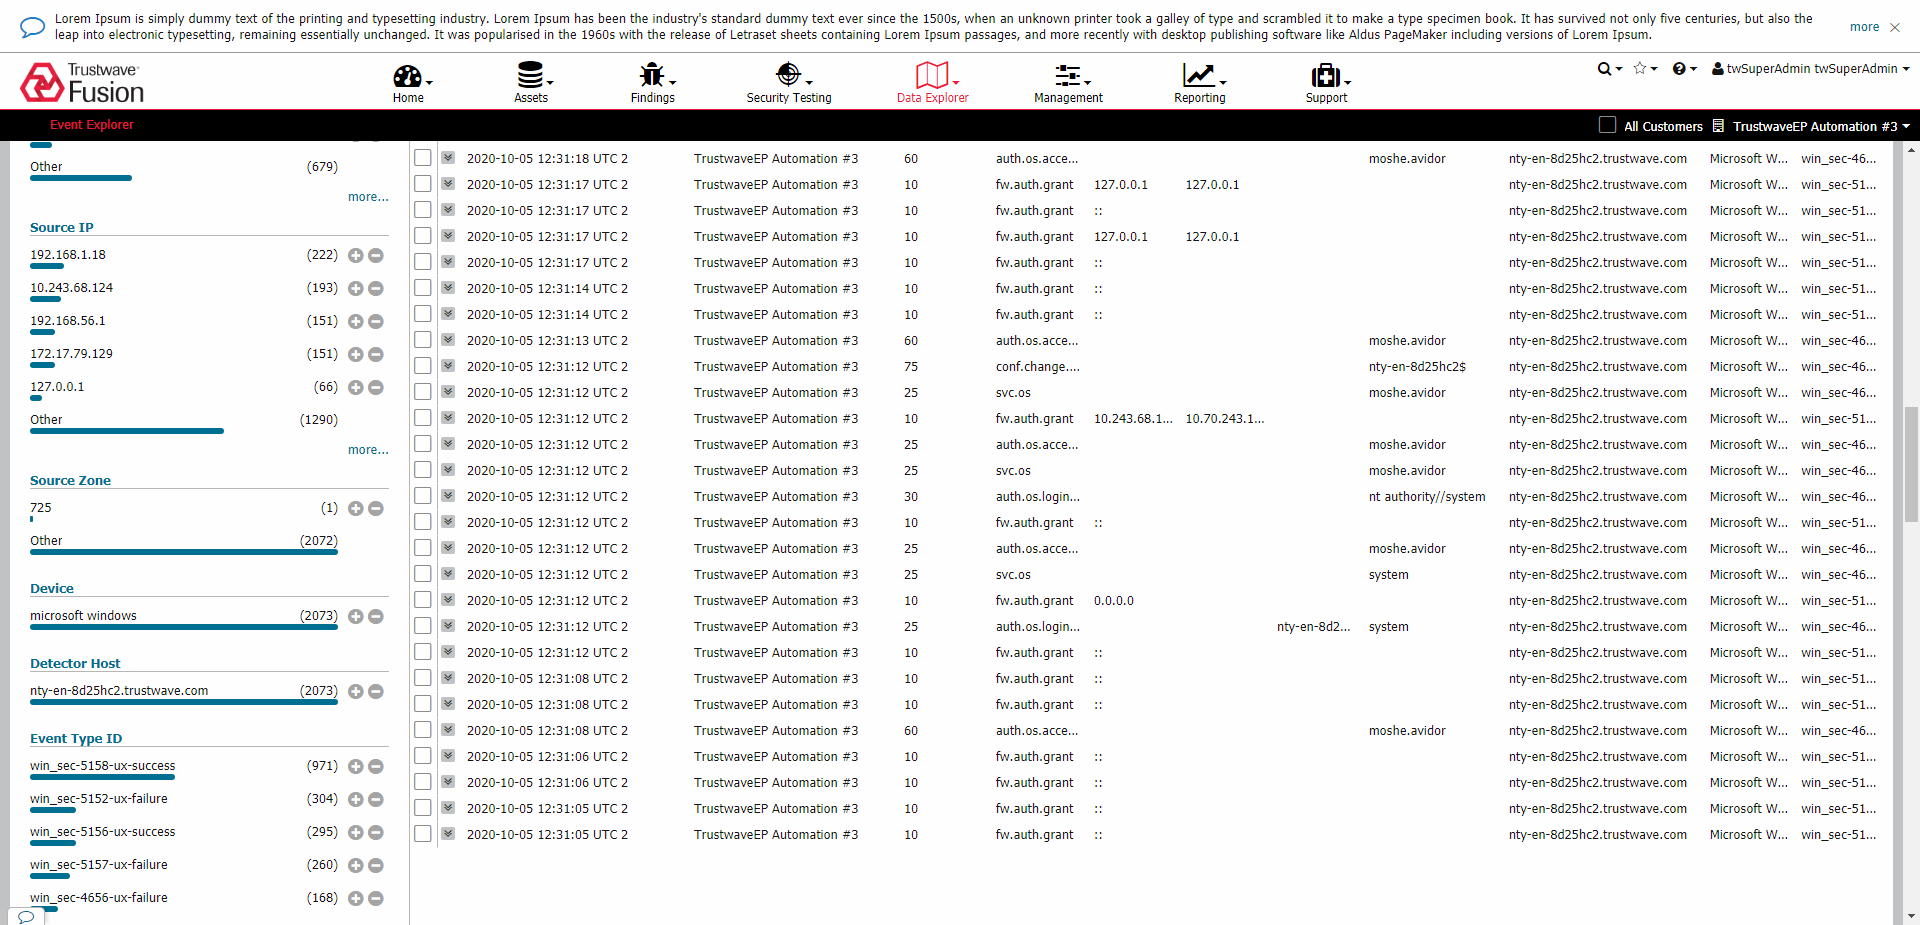 Lorem Ipsum is simply dummy text of the printing and typesetting industry. Lorem Ipsum has been the industry's standard dummy text ever since the 1500s, when an unknown printer took a galley of type and scrambled it to make a type specimen book. It has survived not only five centuries, but also the
leap into electronic typesetting, remaining essentially unchanged. It was popularised in the 1960s with the release of Letraset sheets containing Lorem Ipsum passages, and more recently with desktop publishing software like Aldus PageMaker including versions of Lorem Ipsum.
more
Trustwave
Fusion
Home
Assets
Findings
Security Testing
Data Explorer
Management
Reporting
Support
twSuperAdmin twSuperAdmin
Event Explorer
All Customers
TrustwaveEP Automation #3
Other (679)
more...
Source IP
192.168.1.18 (222)
10.243.68.124 (193)
192.168.56.1 (151)
172.17.79.129 (151)
127.0.0.1 (66)
Other (1290)
more...
Source Zone
725 (1)
Other (2072)
Device
microsoft windows (2073)
Detector Host
nty-en-8d25hc2.trustwave.com (2073)
Event Type ID
win_sec-5158-ux-success (971)
win_sec-5152-ux-failure (304)
win_sec-5156-ux-success (295)
win_sec-5157-ux-failure (260)
win_sec-4656-ux-failure (168)
2020-10-05 12:31:18 UTC 2 TrustwaveEP Automation #3 60 auth.os.acce... moshe.avidor nty-en-8d25hc2.trustwave.com Microsoft W... win_sec-46...
2020-10-05 12:31:17 UTC 2 TrustwaveEP Automation #3 10 fw.auth.grant 127.0.0.1 127.0.0.1 nty-en-8d25hc2.trustwave.com Microsoft W... win_sec-51...
2020-10-05 12:31:17 UTC 2 TrustwaveEP Automation #3 10 fw.auth.grant :: nty-en-8d25hc2.trustwave.com Microsoft W... win_sec-51...
2020-10-05 12:31:17 UTC 2 TrustwaveEP Automation #3 10 fw.auth.grant 127.0.0.1 127.0.0.1 nty-en-8d25hc2.trustwave.com Microsoft W... win_sec-51...
2020-10-05 12:31:17 UTC 2 TrustwaveEP Automation #3 10 fw.auth.grant :: nty-en-8d25hc2.trustwave.com Microsoft W... win_sec-51...
2020-10-05 12:31:14 UTC 2 TrustwaveEP Automation #3 10 fw.auth.grant :: nty-en-8d25hc2.trustwave.com Microsoft W... win_sec-51...
2020-10-05 12:31:14 UTC 2 TrustwaveEP Automation #3 10 fw.auth.grant :: nty-en-8d25hc2.trustwave.com Microsoft W... win_sec-51...
2020-10-05 12:31:13 UTC 2 TrustwaveEP Automation #3 60 auth.os.acce... moshe.avidor nty-en-8d25hc2.trustwave.com Microsoft W... win_sec-46...
2020-10-05 12:31:12 UTC 2 TrustwaveEP Automation #3 75 conf.change.... nty-en-8d25hc2$ nty-en-8d25hc2.trustwave.com Microsoft W... win_sec-46...
2020-10-05 12:31:12 UTC 2 TrustwaveEP Automation #3 25 svc.os moshe.avidor nty-en-8d25hc2.trustwave.com Microsoft W... win_sec-46...
2020-10-05 12:31:12 UTC 2 TrustwaveEP Automation #3 10 fw.auth.grant 10.243.68.1... 10.70.243.1... nty-en-8d25hc2.trustwave.com Microsoft W... win_sec-51...
2020-10-05 12:31:12 UTC 2 TrustwaveEP Automation #3 25 auth.os.acce... moshe.avidor nty-en-8d25hc2.trustwave.com Microsoft W... win_sec-46...
2020-10-05 12:31:12 UTC 2 TrustwaveEP Automation #3 25 svc.os moshe.avidor nty-en-8d25hc2.trustwave.com Microsoft W... win_sec-46...
2020-10-05 12:31:12 UTC 2 TrustwaveEP Automation #3 30 auth.os.login... nt authority//system nty-en-8d25hc2.trustwave.com Microsoft W... win_sec-46...
2020-10-05 12:31:12 UTC 2 TrustwaveEP Automation #3 10 fw.auth.grant :: nty-en-8d25hc2.trustwave.com Microsoft W... win_sec-51...
2020-10-05 12:31:12 UTC 2 TrustwaveEP Automation #3 25 auth.os.acce... moshe.avidor nty-en-8d25hc2.trustwave.com Microsoft W... win_sec-46...
2020-10-05 12:31:12 UTC 2 TrustwaveEP Automation #3 25 svc.os system nty-en-8d25hc2.trustwave.com Microsoft W... win_sec-46...
2020-10-05 12:31:12 UTC 2 TrustwaveEP Automation #3 10 fw.auth.grant 0.0.0.0 nty-en-8d25hc2.trustwave.com Microsoft W... win_sec-51...
2020-10-05 12:31:12 UTC 2 TrustwaveEP Automation #3 25 auth.os.login... nty-en-8d2... system nty-en-8d25hc2.trustwave.com Microsoft W... win_sec-46...
2020-10-05 12:31:12 UTC 2 TrustwaveEP Automation #3 10 fw.auth.grant :: nty-en-8d25hc2.trustwave.com Microsoft W... win_sec-51...
2020-10-05 12:31:08 UTC 2 TrustwaveEP Automation #3 10 fw.auth.grant :: nty-en-8d25hc2.trustwave.com Microsoft W... win_sec-51...
2020-10-05 12:31:08 UTC 2 TrustwaveEP Automation #3 10 fw.auth.grant :: nty-en-8d25hc2.trustwave.com Microsoft W... win_sec-51...
2020-10-05 12:31:08 UTC 2 TrustwaveEP Automation #3 60 auth.os.acce... moshe.avidor nty-en-8d25hc2.trustwave.com Microsoft W... win_sec-46...
2020-10-05 12:31:06 UTC 2 TrustwaveEP Automation #3 10 fw.auth.grant :: nty-en-8d25hc2.trustwave.com Microsoft W... win_sec-51...
2020-10-05 12:31:06 UTC 2 TrustwaveEP Automation #3 10 fw.auth.grant :: nty-en-8d25hc2.trustwave.com Microsoft W... win_sec-51...
2020-10-05 12:31:05 UTC 2 TrustwaveEP Automation #3 10 fw.auth.grant :: nty-en-8d25hc2.trustwave.com Microsoft W... win_sec-51...
2020-10-05 12:31:05 UTC 2 TrustwaveEP Automation #3 10 fw.auth.grant :: nty-en-8d25hc2.trustwave.com Microsoft W... win_sec-51...